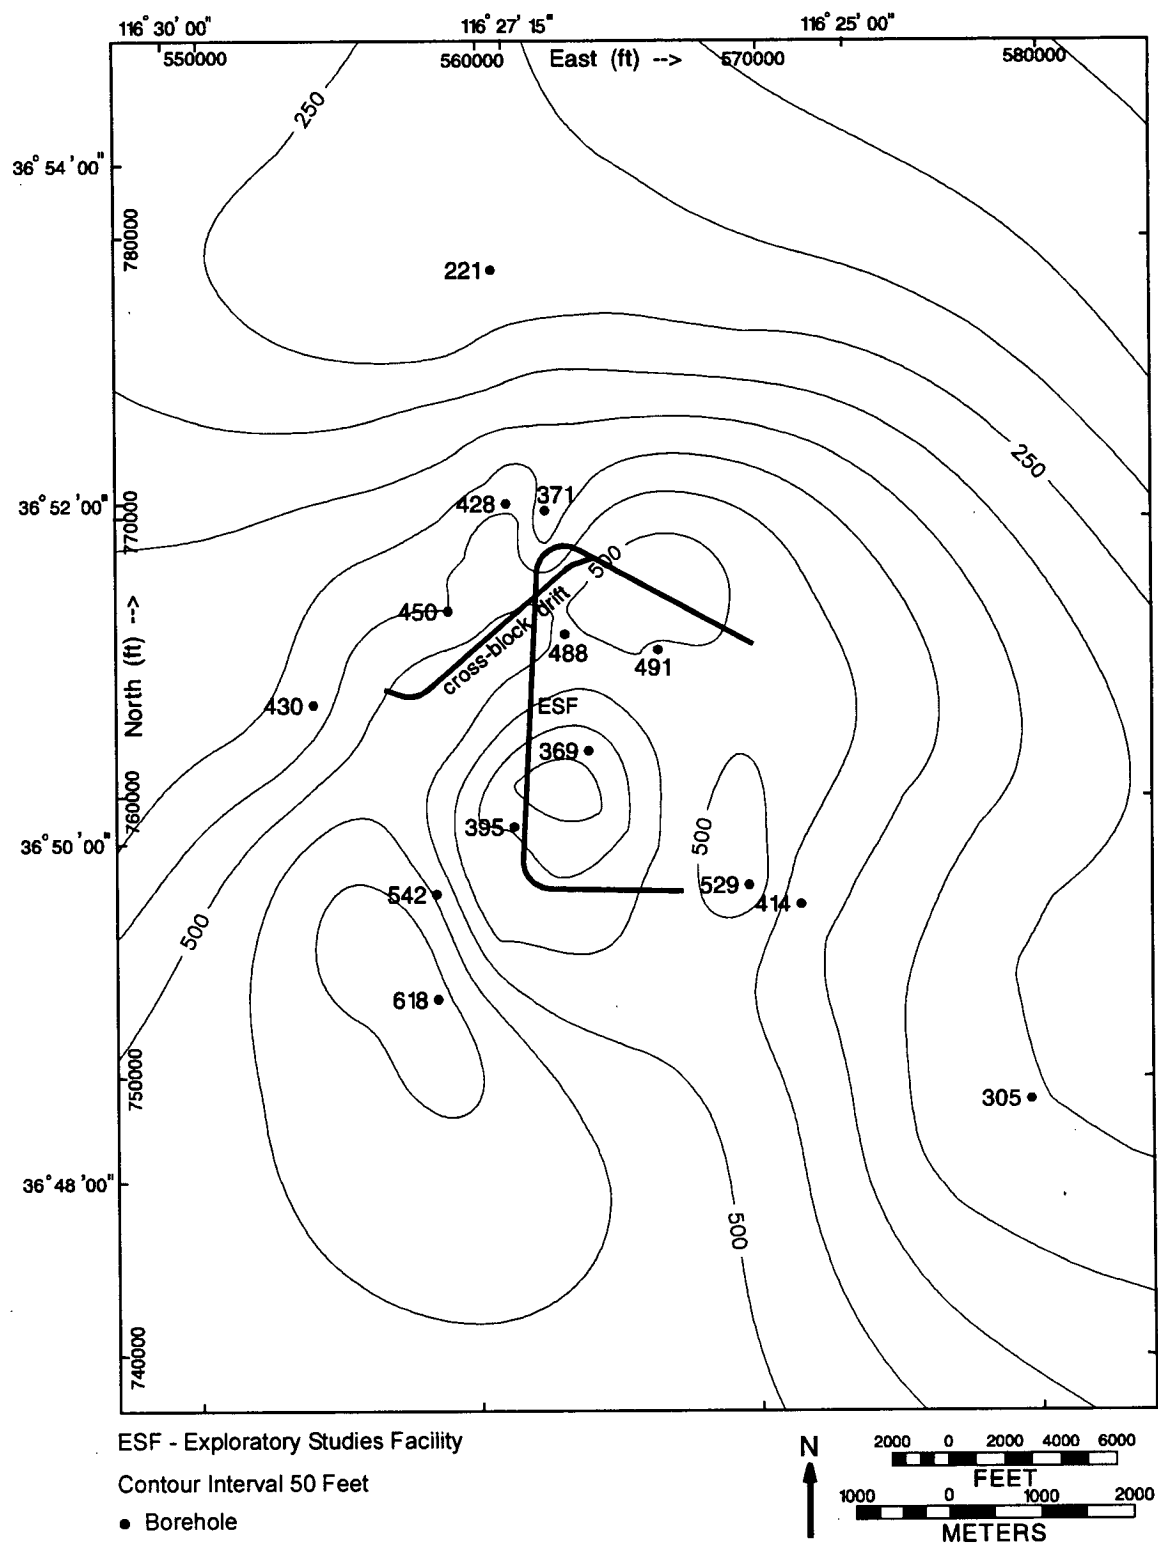 116° 30 ' 00"
116° 27 ' 15"
116° 25 ' 00"
550000
560000
East (ft) -->
570000
580000
250
36° 54 ' 00"
780000
221
250
36° 52 ' 00"
770000
428
371
500
450
cross-block drift
488
491
North (ft) -->
430
ESF
369
760000
395
36° 50 ' 00"
500
529
414
542
500
618
750000
305
36° 48 ' 00"
500
740000
ESF - Exploratory Studies Facility
Contour Interval 50 Feet
Borehole
N
2000 0 2000 4000 6000
FEET
1000 0 1000 2000
METERS